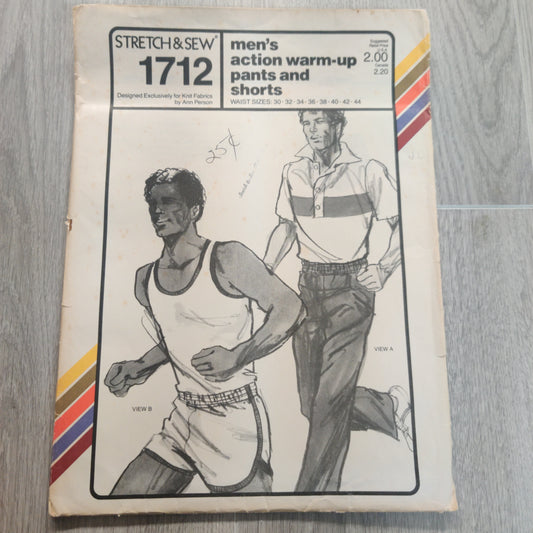 STRETCH & SEW®
1712
Designed Exclusively for Knit Fabrics
by Ann Person
men's
action warm-up
pants and
shorts
WAIST SIZES: 30 · 32 · 34 · 36 · 38 · 40 · 42 · 44
Suggested
Retail Price
U.S.A.
2.00
Canada
2.20
25¢
VIEW A
VIEW B